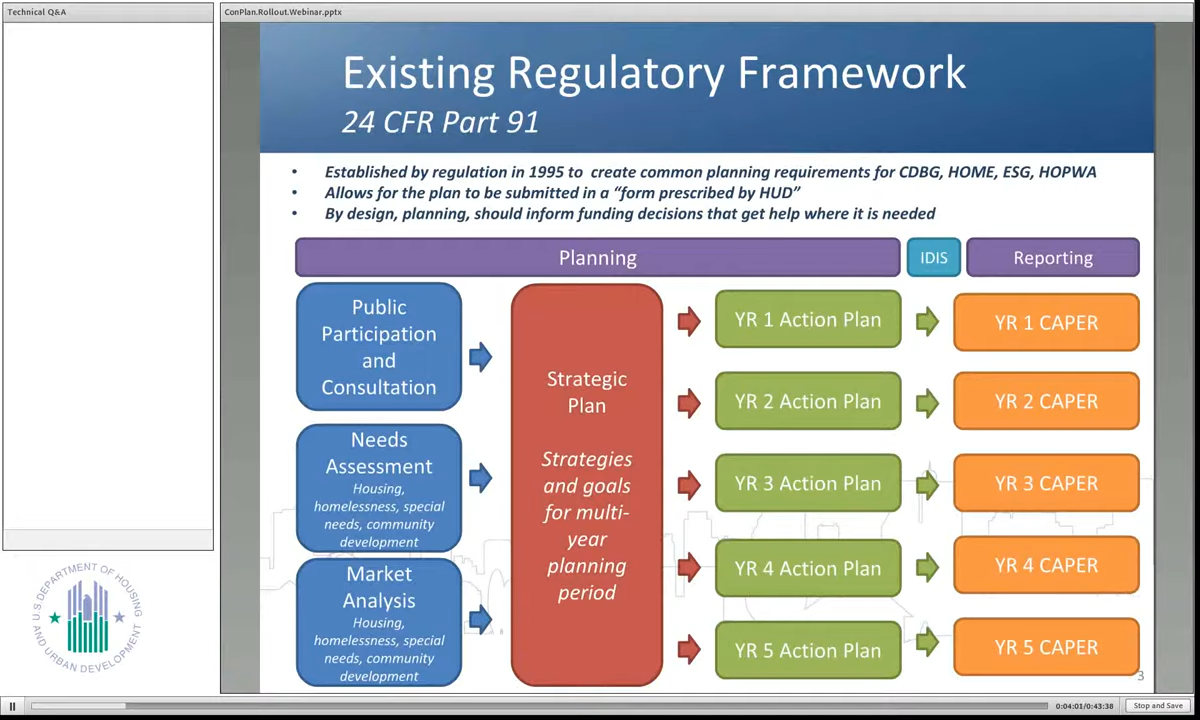 Technical Q&A
ConPlan.Rollout.Webinar.pptx
Existing Regulatory Framework
24 CFR Part 91
• Established by regulation in 1995 to create common planning requirements for CDBG, HOME, ESG, HOPWA
• Allows for the plan to be submitted in a “form prescribed by HUD”
• By design, planning, should inform funding decisions that get help where it is needed
Planning
IDIS
Reporting
Public
Participation
and
Consultation
Needs
Assessment
Housing,
homelessness, special
needs, community
development
Market
Analysis
Housing,
homelessness, special
needs, community
development
Strategic
Plan
Strategies
and goals
for multi-
year
planning
period
YR 1 Action Plan
YR 1 CAPER
YR 2 Action Plan
YR 2 CAPER
YR 3 Action Plan
YR 3 CAPER
YR 4 Action Plan
YR 4 CAPER
YR 5 Action Plan
YR 5 CAPER
3
U.S. DEPARTMENT OF HOUSING
AND URBAN DEVELOPMENT
0:04:01/0:43:38
Stop and Save